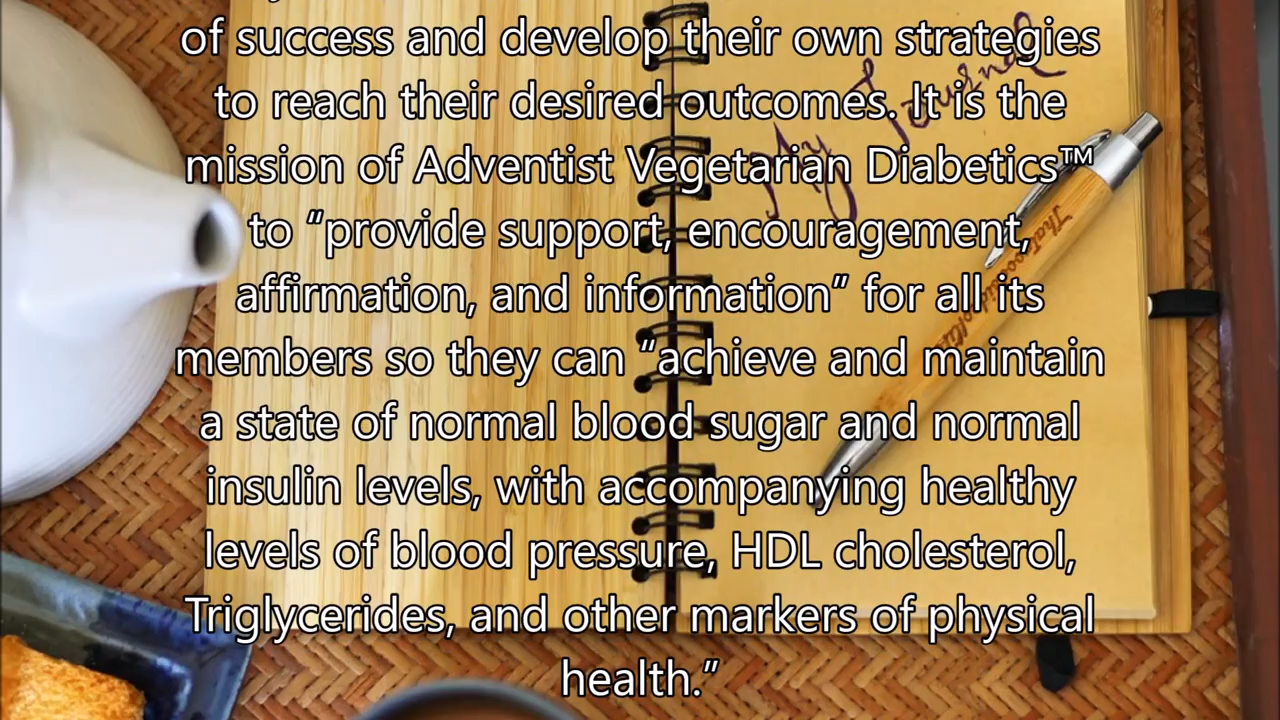 of success and develop their own strategies
to reach their desired outcomes. It is the
mission of Adventist Vegetarian Diabetics™
to “provide support, encouragement,
affirmation, and information” for all its
members so they can “achieve and maintain
a state of normal blood sugar and normal
insulin levels, with accompanying healthy
levels of blood pressure, HDL cholesterol,
Triglycerides, and other markers of physical
health.”
My Journal